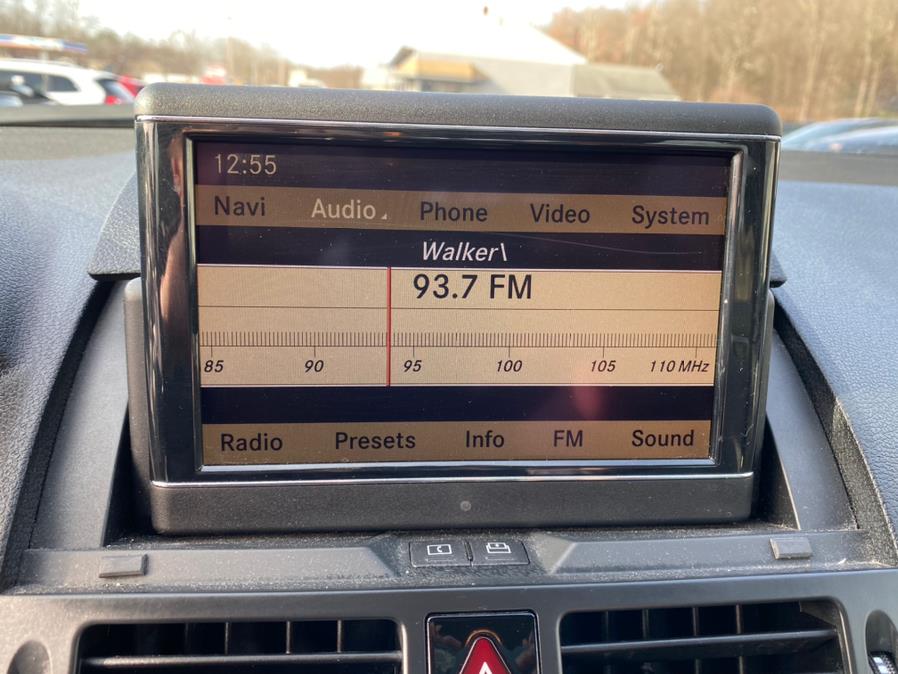 12:55
Navi Audio Phone Video System
Walker\
93.7 FM
85 90 95 100 105 110 MHz
Radio Presets Info FM Sound